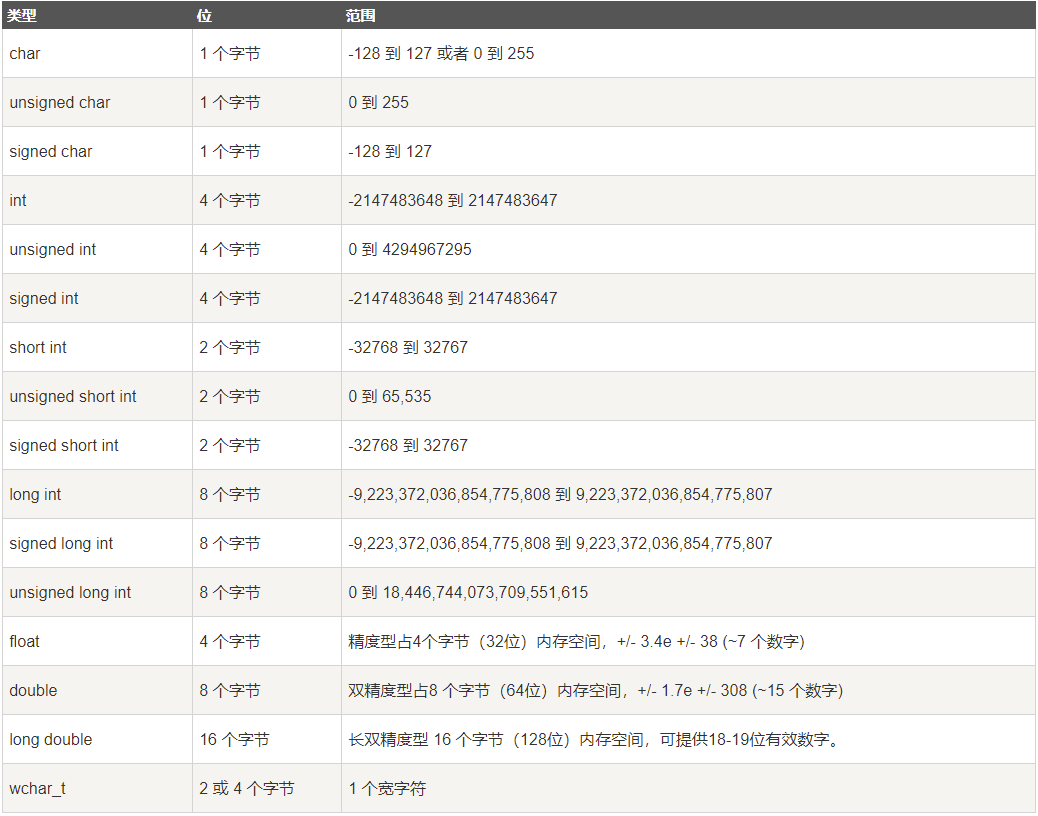 类型 位 范围
char 1 个字节 -128 到 127 或者 0 到 255
unsigned char 1 个字节 0 到 255
signed char 1 个字节 -128 到 127
int 4 个字节 -2147483648 到 2147483647
unsigned int 4 个字节 0 到 4294967295
signed int 4 个字节 -2147483648 到 2147483647
short int 2 个字节 -32768 到 32767
unsigned short int 2 个字节 0 到 65,535
signed short int 2 个字节 -32768 到 32767
long int 8 个字节 -9,223,372,036,854,775,808 到 9,223,372,036,854,775,807
signed long int 8 个字节 -9,223,372,036,854,775,808 到 9,223,372,036,854,775,807
unsigned long int 8 个字节 0 到 18,446,744,073,709,551,615
float 4 个字节 精度型占4个字节（32位）内存空间，+/- 3.4e +/- 38 (~7 个数字)
double 8 个字节 双精度型占8 个字节（64位）内存空间，+/- 1.7e +/- 308 (~15 个数字)
long double 16 个字节 长双精度型 16 个字节（128位）内存空间，可提供18-19位有效数字。
wchar_t 2 或 4 个字节 1 个宽字符